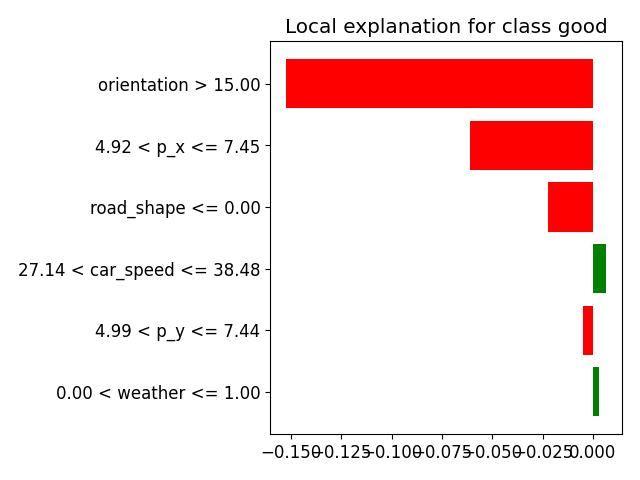 Local explanation for class good
orientation > 15.00
4.92 < p_x <= 7.45
road_shape <= 0.00
27.14 < car_speed <= 38.48
4.99 < p_y <= 7.44
0.00 < weather <= 1.00
−0.150 −0.125 −0.100 −0.075 −0.050 −0.025 0.000